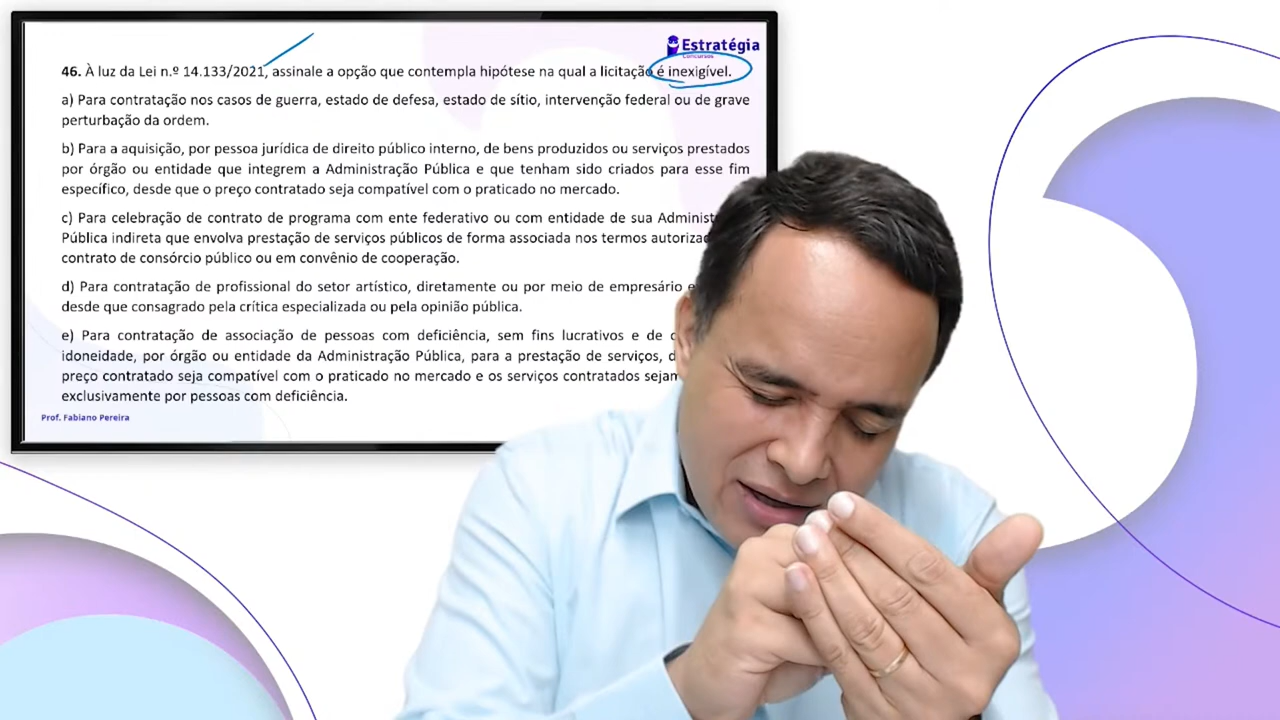 Estratégia
Concursos
46. À luz da Lei n.º 14.133/2021, assinale a opção que contempla hipótese na qual a licitação é inexigível.
a) Para contratação nos casos de guerra, estado de defesa, estado de sítio, intervenção federal ou de grave
perturbação da ordem.
b) Para a aquisição, por pessoa jurídica de direito público interno, de bens produzidos ou serviços prestados
por órgão ou entidade que integrem a Administração Pública e que tenham sido criados para esse fim
específico, desde que o preço contratado seja compatível com o praticado no mercado.
c) Para celebração de contrato de programa com ente federativo ou com entidade de sua
Pública indireta que envolva prestação de serviços públicos de forma associada nos termos
contrato de consórcio público ou em convênio de cooperação.
d) Para contratação de profissional do setor artístico, diretamente ou por meio de empresário
desde que consagrado pela crítica especializada ou pela opinião pública.
e) Para contratação de associação de pessoas com deficiência, sem fins lucrativos e de
idoneidade, por órgão ou entidade da Administração Pública, para a prestação de serviços,
preço contratado seja compatível com o praticado no mercado e os serviços contratados sejam
exclusivamente por pessoas com deficiência.
Prof. Fabiano Pereira